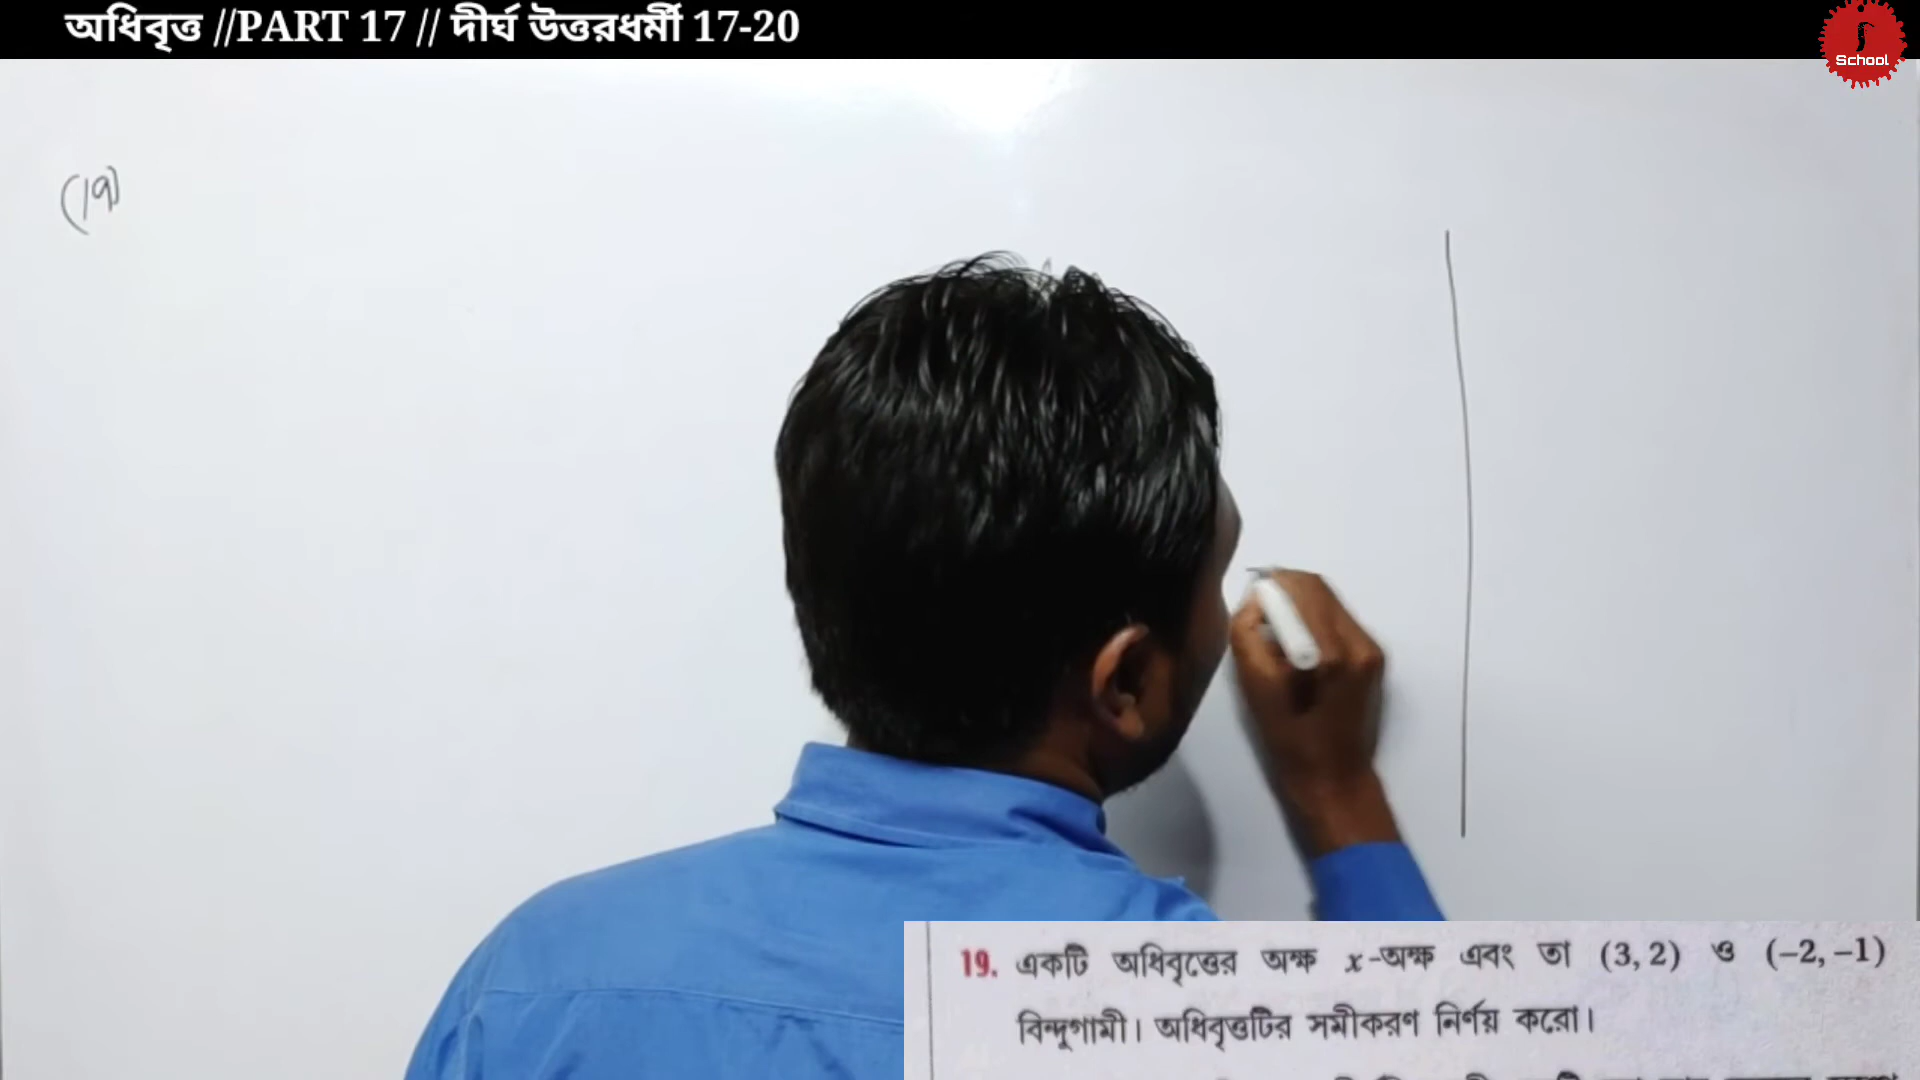 অধিবৃত্ত //PART 17 // দীর্ঘ উত্তরধর্মী 17-20
School
(19)
19. একটি অধিবৃত্তের অক্ষ x-অক্ষ এবং তা (3, 2) ও (−2, −1)
বিন্দুগামী। অধিবৃত্তটির সমীকরণ নির্ণয় করো।